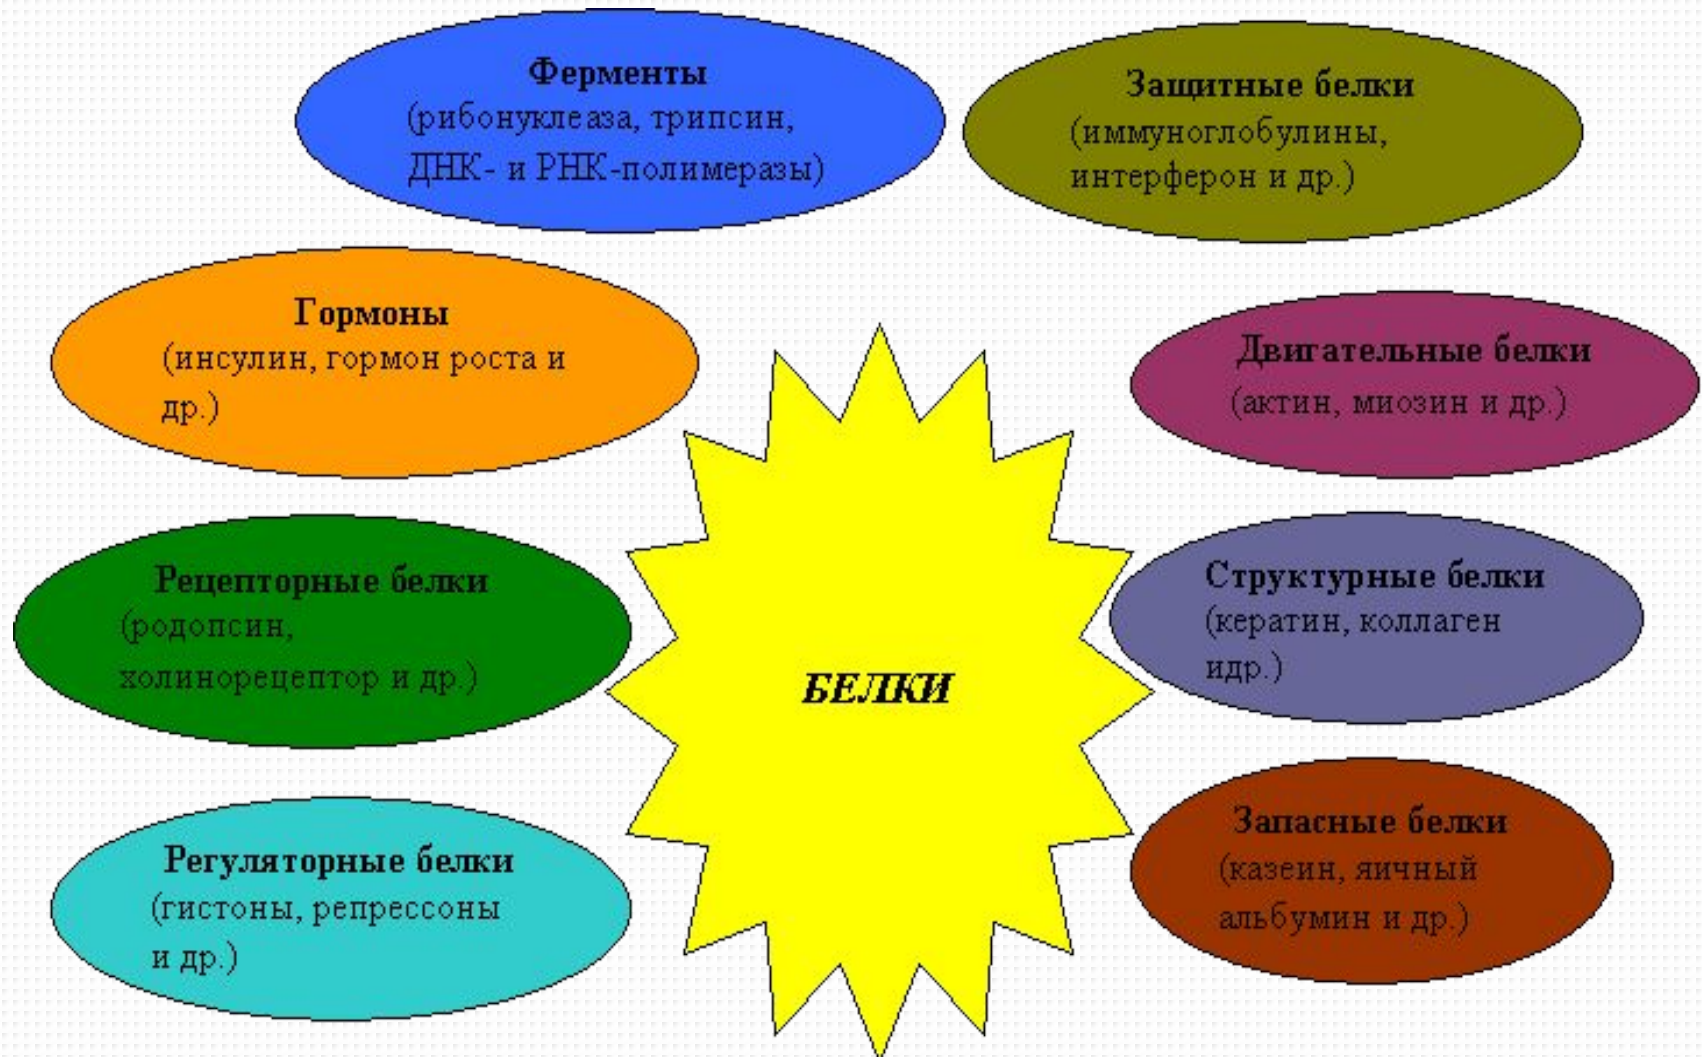 Ферменты
(рибонуклеаза, трипсин,
ДНК- и РНК-полимеразы)
Защитные белки
(иммуноглобулины,
интерферон и др.)
Гормоны
(инсулин, гормон роста и
др.)
Двигательные белки
(актин, миозин и др.)
Рецепторные белки
(родопсин,
холинорецептор и др.)
Структурные белки
(кератин, коллаген
идр.)
БЕЛКИ
Регуляторные белки
(гистоны, репрессоны
и др.)
Запасные белки
(казеин, яичный
альбумин и др.)